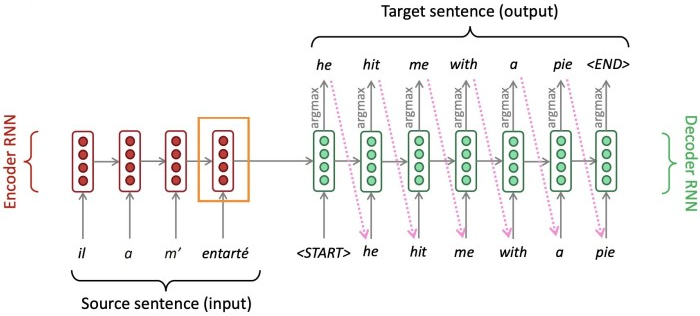 Target sentence (output)
he hit me with a pie <END>
argmax argmax argmax argmax argmax argmax argmax
Encoder RNN
Decoder RNN
il a m’ entarté <START> he hit me with a pie
Source sentence (input)